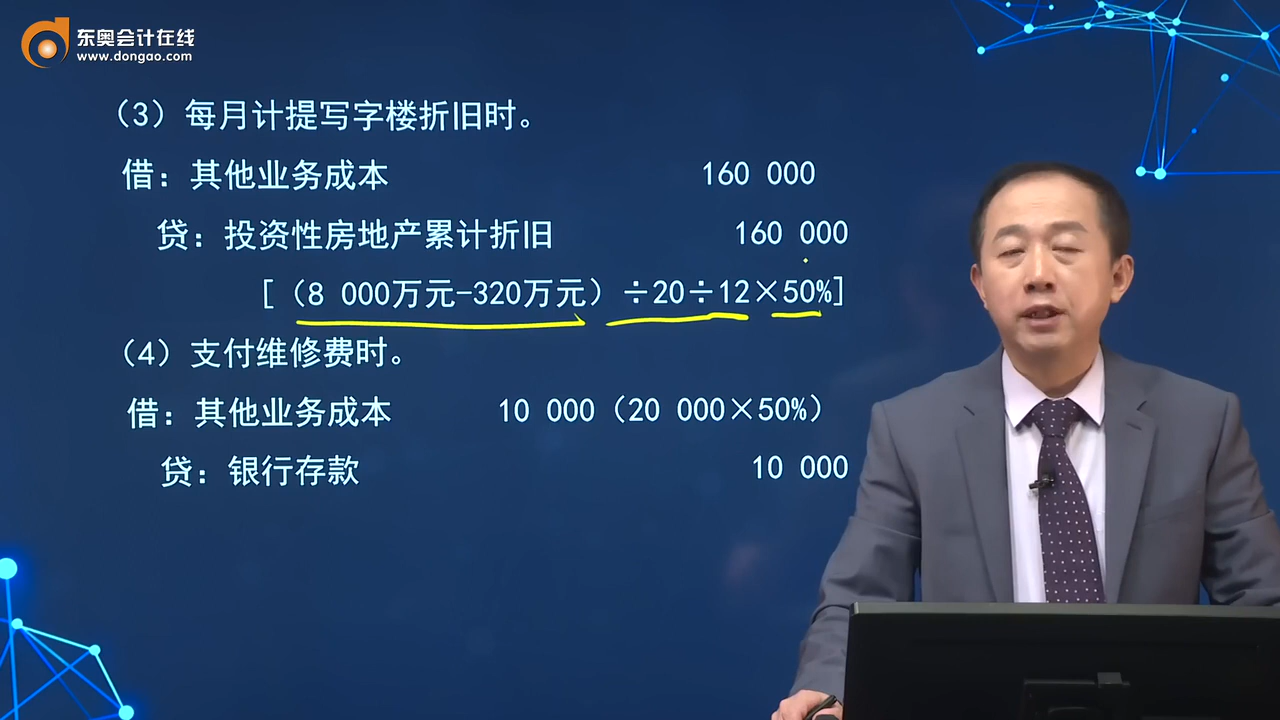 东奥会计在线
www.dongao.com
（3）每月计提写字楼折旧时。
借：其他业务成本 160 000
贷：投资性房地产累计折旧 160 000
[（8 000万元-320万元）÷20÷12×50%]
（4）支付维修费时。
借：其他业务成本 10 000（20 000×50%）
贷：银行存款 10 000